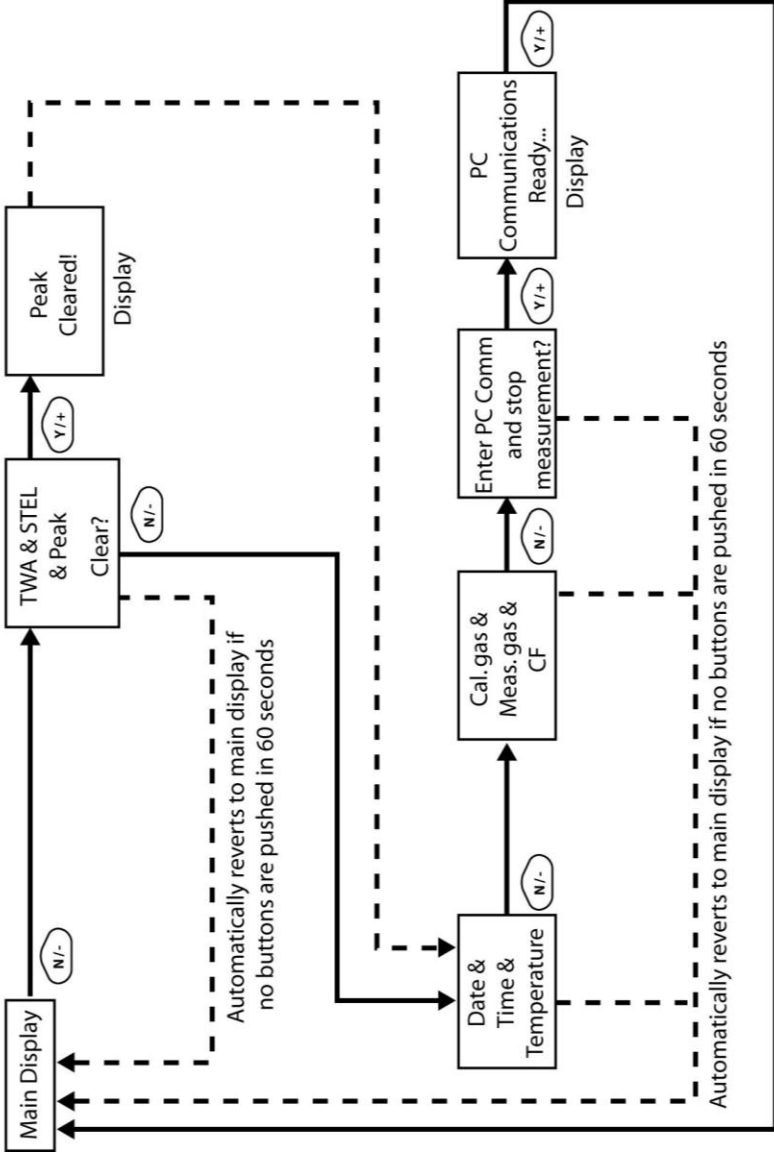 Main Display
N/-
TWA & STEL
& Peak
Clear?
Y/+
Peak
Cleared!
Display
N/-
Automatically reverts to main display if
no buttons are pushed in 60 seconds
Date &
Time &
Temperature
N/-
Cal. gas &
Meas. gas &
CF
N/-
Enter PC Comm
and stop
measurement?
Y/+
PC
Communications
Ready...
Display
Y/+
Automatically reverts to main display if no buttons are pushed in 60 seconds